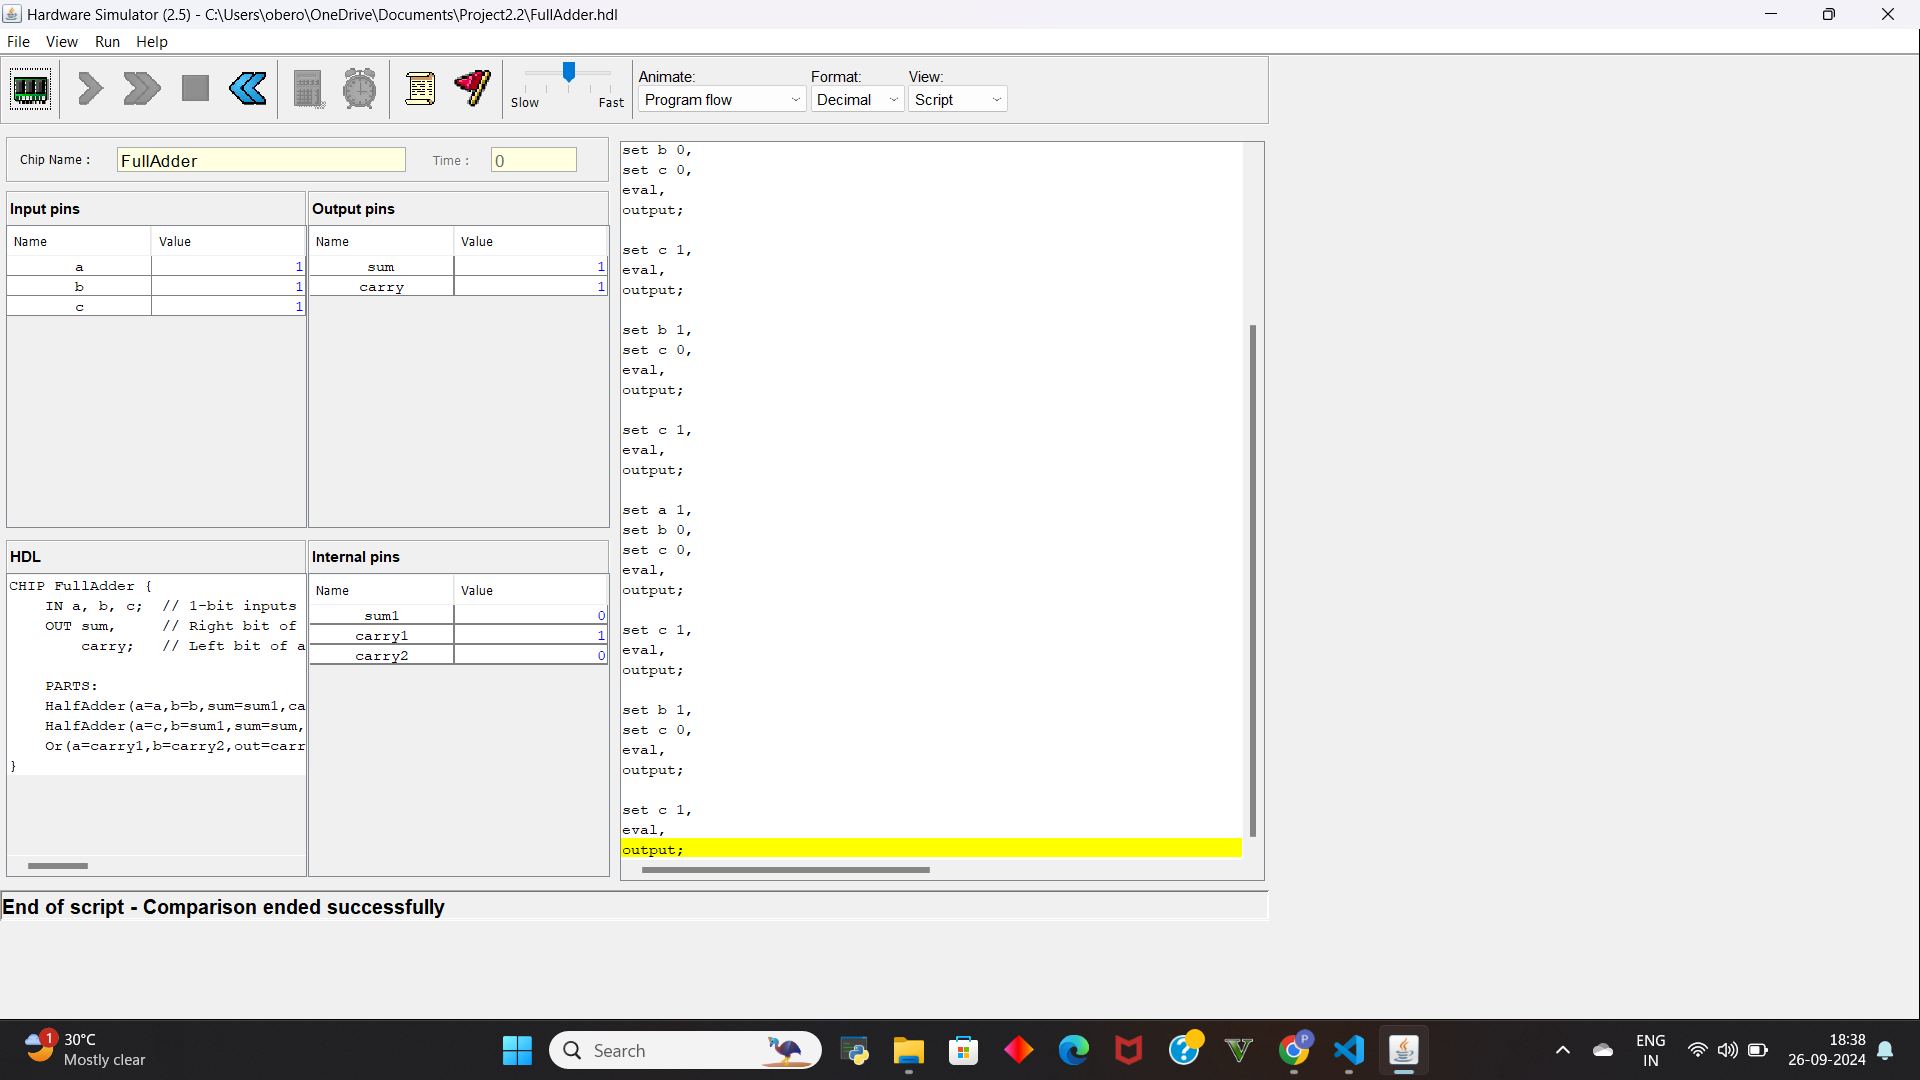 Hardware Simulator (2.5) - C:\Users\obero\OneDrive\Documents\Project2.2\FullAdder.hdl
File View Run Help
Slow Fast
Animate: Format: View:
Program flow Decimal Script
Chip Name : FullAdder Time : 0
Input pins
Name Value
a 1
b 1
c 1
Output pins
Name Value
sum 1
carry 1
HDL
CHIP FullAdder {
IN a, b, c; // 1-bit inputs
OUT sum, // Right bit of
carry; // Left bit of a
PARTS:
HalfAdder(a=a,b=b,sum=sum1,ca
HalfAdder(a=c,b=sum1,sum=sum,
Or(a=carry1,b=carry2,out=carr
}
Internal pins
Name Value
sum1 0
carry1 1
carry2 0
set b 0,
set c 0,
eval,
output;
set c 1,
eval,
output;
set b 1,
set c 0,
eval,
output;
set c 1,
eval,
output;
set a 1,
set b 0,
set c 0,
eval,
output;
set c 1,
eval,
output;
set b 1,
set c 0,
eval,
output;
set c 1,
eval,
output;
End of script - Comparison ended successfully
1
30°C
Mostly clear
Search
P
ENG
IN
18:38
26-09-2024